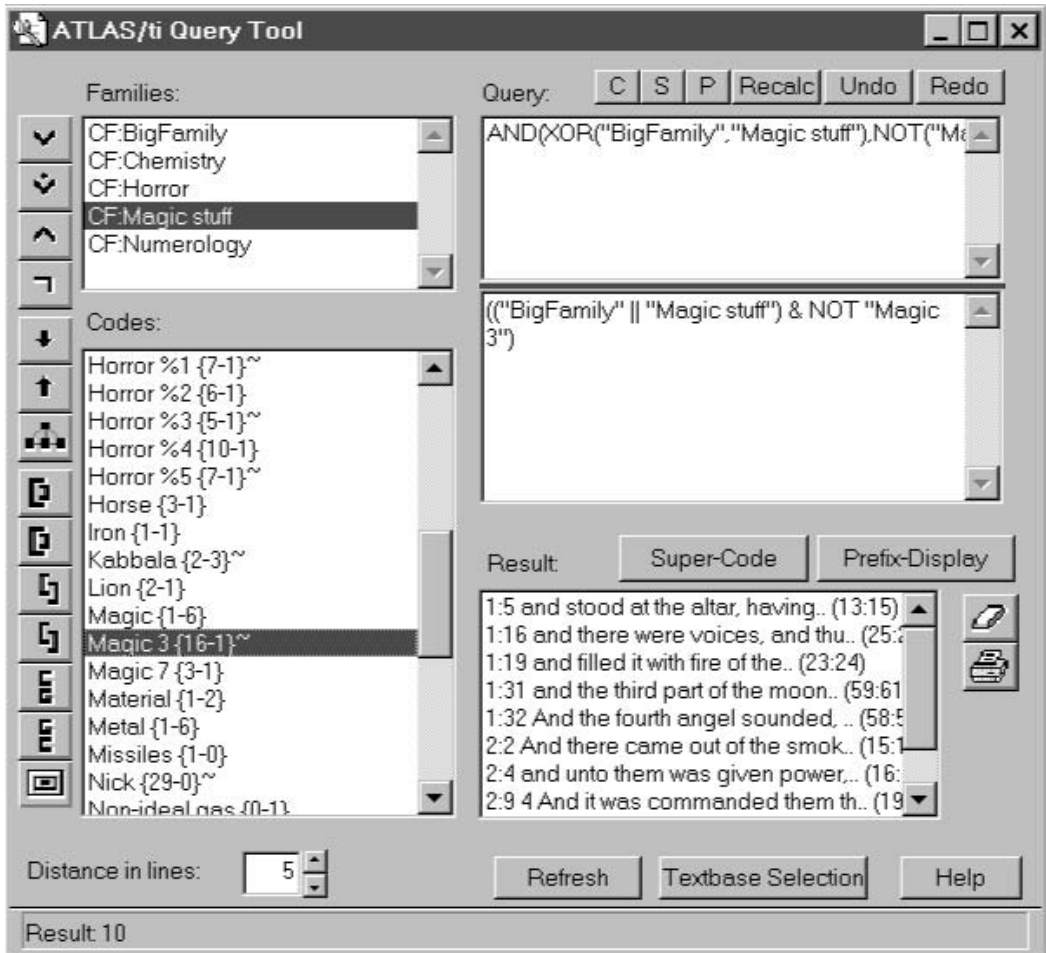 ATLAS/ti Query Tool
Families:
CF:BigFamily
CF:Chemistry
CF:Horror
CF:Magic stuff
CF:Numerology
Codes:
Horror %1 {7-1}~
Horror %2 {6-1}
Horror %3 {5-1}~
Horror %4 {10-1}
Horror %5 {7-1}~
Horse {3-1}
Iron {1-1}
Kabbala {2-3}~
Lion {2-1}
Magic {1-6}
Magic 3 {16-1}~
Magic 7 {3-1}
Material {1-2}
Metal {1-6}
Missiles {1-0}
Nick {29-0}~
Non-ideal gas {0-1}
Distance in lines: 5
Query: C S P Recalc Undo Redo
AND(XOR("BigFamily","Magic stuff"),NOT("Ma
(("BigFamily" || "Magic stuff") & NOT "Magic
3")
Result: Super-Code Prefix-Display
1:5 and stood at the altar, having.. (13:15)
1:16 and there were voices, and thu.. (25:2
1:19 and filled it with fire of the.. (23:24)
1:31 and the third part of the moon.. (59:61
1:32 And the fourth angel sounded, .. (58:5
2:2 And there came out of the smok.. (15:1
2:4 and unto them was given power,.. (16:
2:9 4 And it was commanded them th.. (19
Refresh Textbase Selection Help
Result: 10